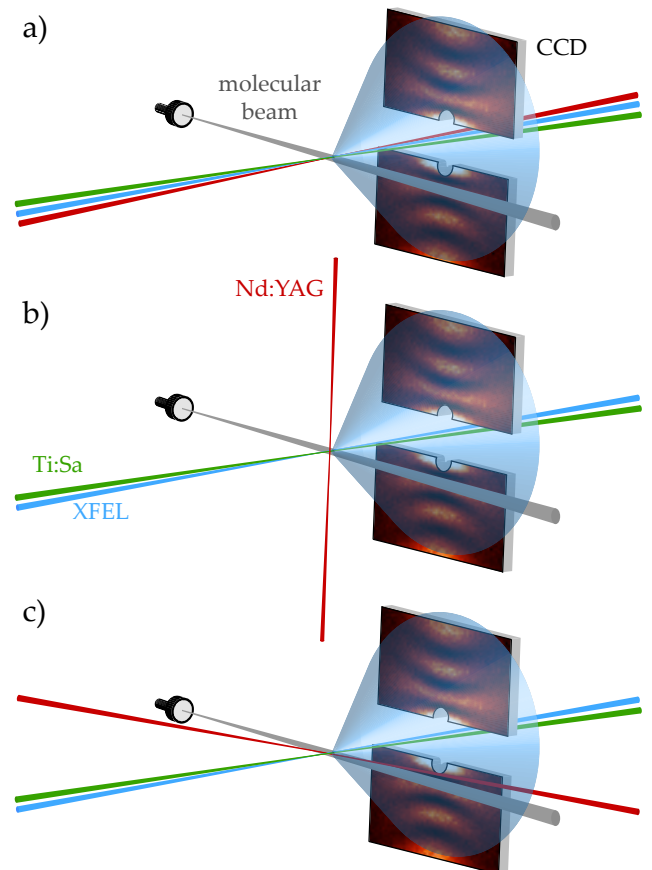 a)
CCD
molecular
beam
b)
Nd:YAG
Ti:Sa
XFEL
c)